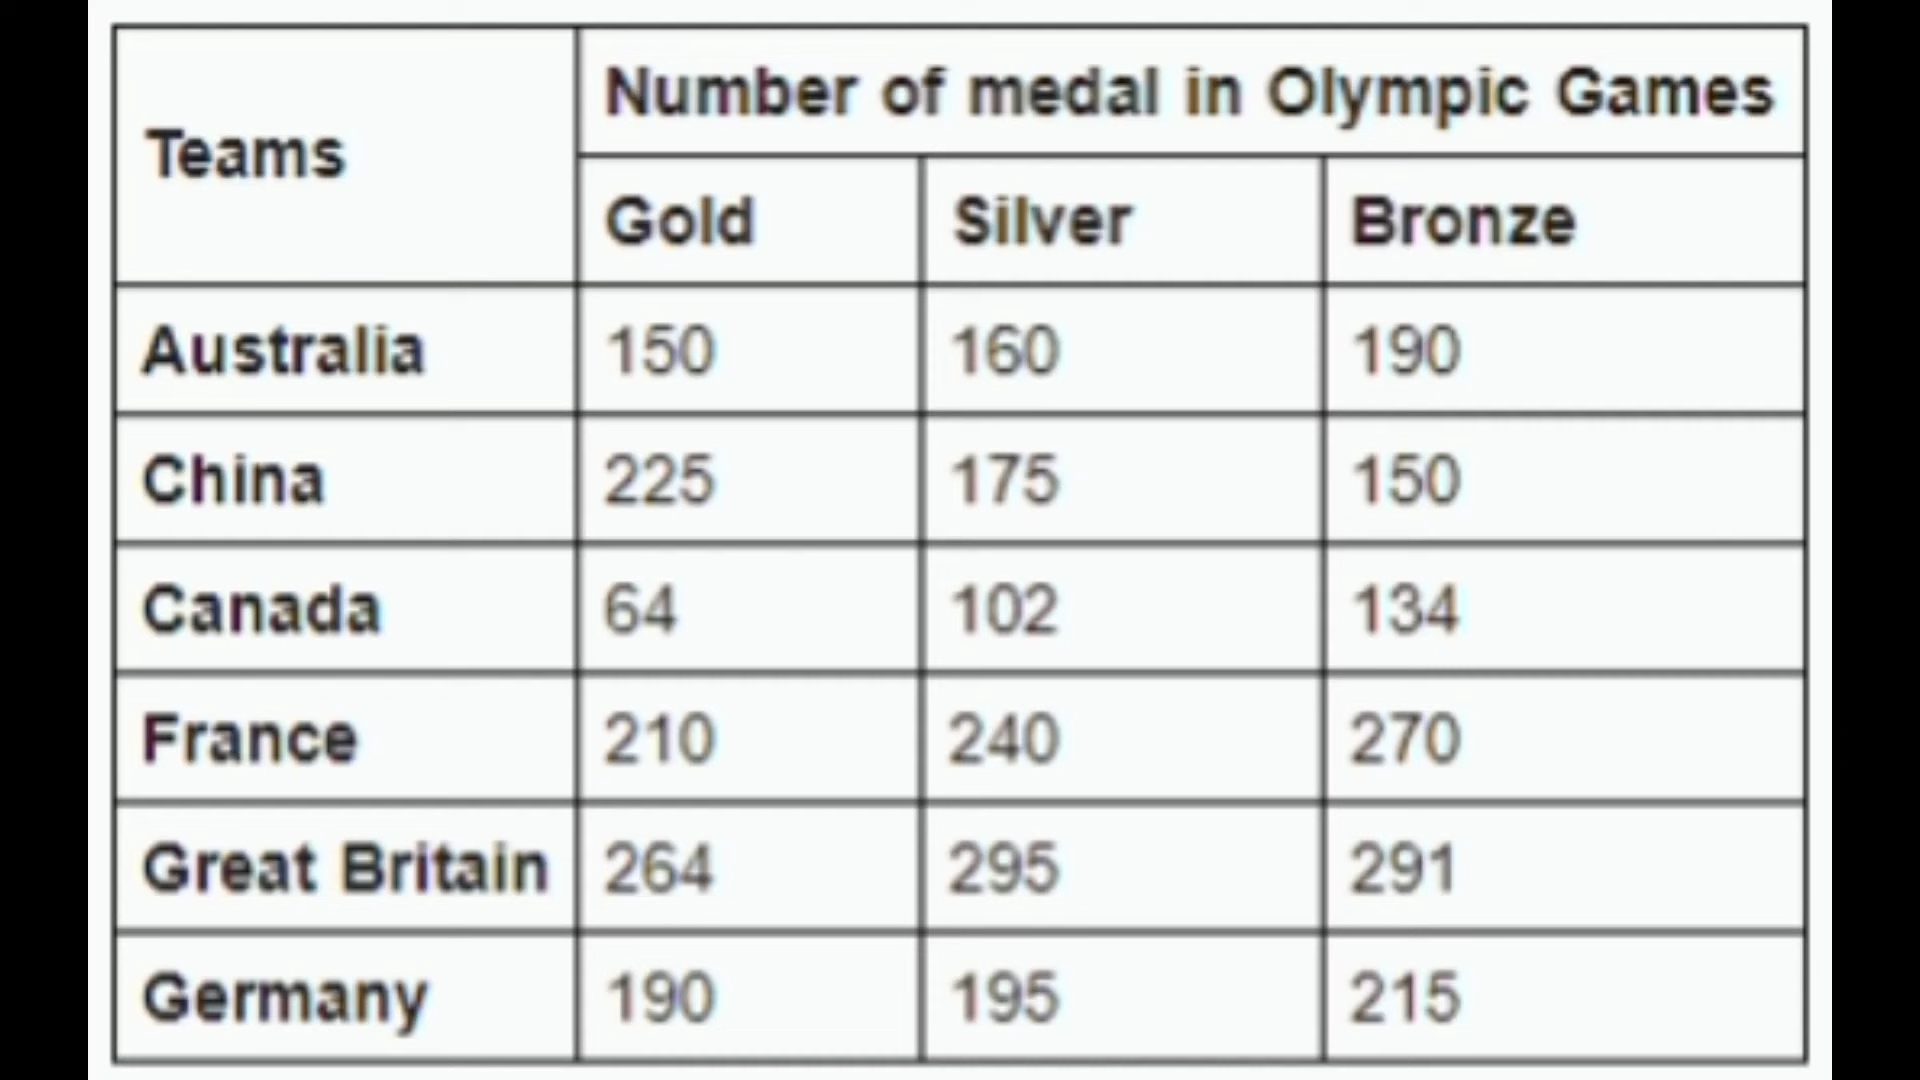 Teams
Number of medal in Olympic Games
Gold Silver Bronze
Australia 150 160 190
China 225 175 150
Canada 64 102 134
France 210 240 270
Great Britain 264 295 291
Germany 190 195 215